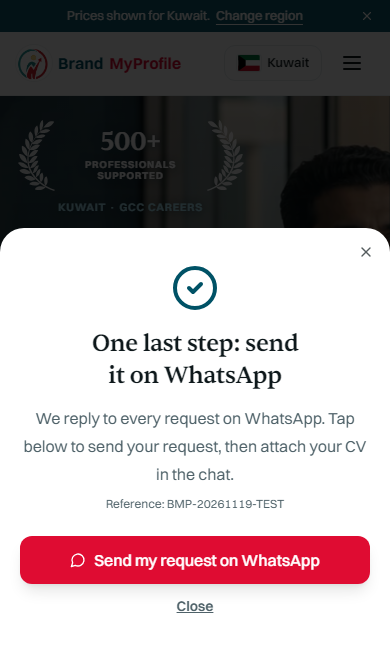 Prices shown for Kuwait. Change region
Brand MyProfile
Kuwait
500+
PROFESSIONALS
SUPPORTED
KUWAIT · GCC CAREERS
One last step: send
it on WhatsApp
We reply to every request on WhatsApp. Tap
below to send your request, then attach your CV
in the chat.
Reference: BMP-20261119-TEST
Send my request on WhatsApp
Close